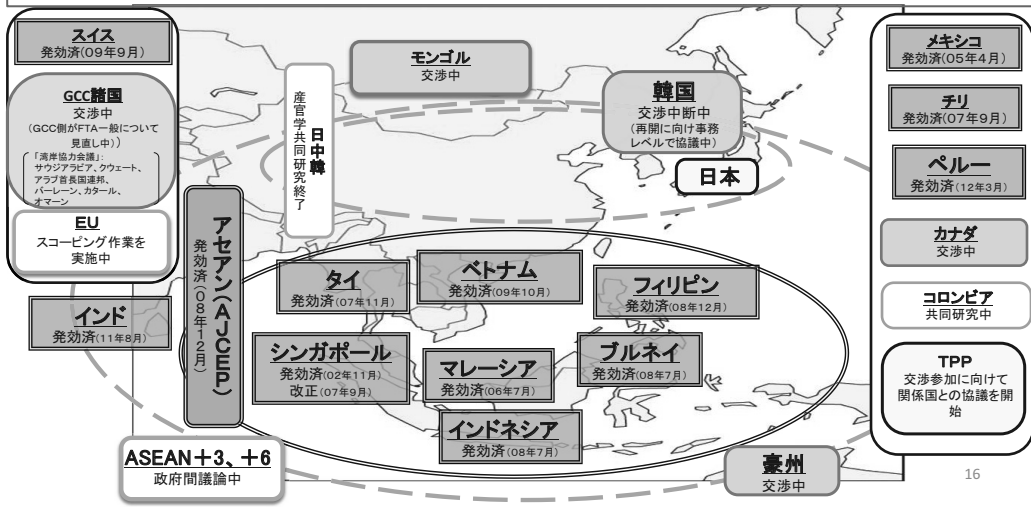 スイス
発効済(09年9月)
GCC諸国
交渉中
(GCC側がFTA一般について
見直し中))
「湾岸協力会議」:
サウジアラビア、クウェート、
アラブ首長国連邦、
バーレーン、カタール、
オマーン
EU
スコーピング作業を
実施中
インド
発効済(11年8月)
アセアン(AJCEP)
発効済(08年12月)
日中韓
産官学共同研究終了
モンゴル
交渉中
韓国
交渉中断中
(再開に向け事務
レベルで協議中)
日本
タイ
発効済(07年11月)
ベトナム
発効済(09年10月)
フィリピン
発効済(08年12月)
シンガポール
発効済(02年11月)
改正(07年9月)
マレーシア
発効済(06年7月)
ブルネイ
発効済(08年7月)
インドネシア
発効済(08年7月)
ASEAN+3、+6
政府間議論中
豪州
交渉中
メキシコ
発効済(05年4月)
チリ
発効済(07年9月)
ペルー
発効済(12年3月)
カナダ
交渉中
コロンビア
共同研究中
TPP
交渉参加に向けて
関係国との協議を開
始
16